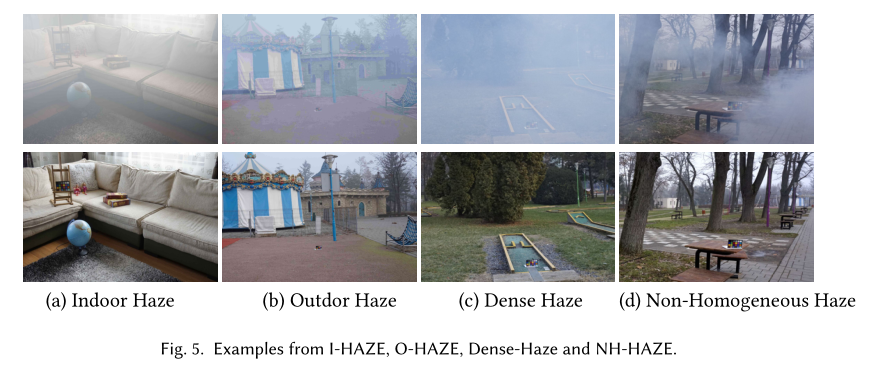 (a) Indoor Haze
(b) Outdor Haze
(c) Dense Haze
(d) Non-Homogeneous Haze
Fig. 5. Examples from I-HAZE, O-HAZE, Dense-Haze and NH-HAZE.